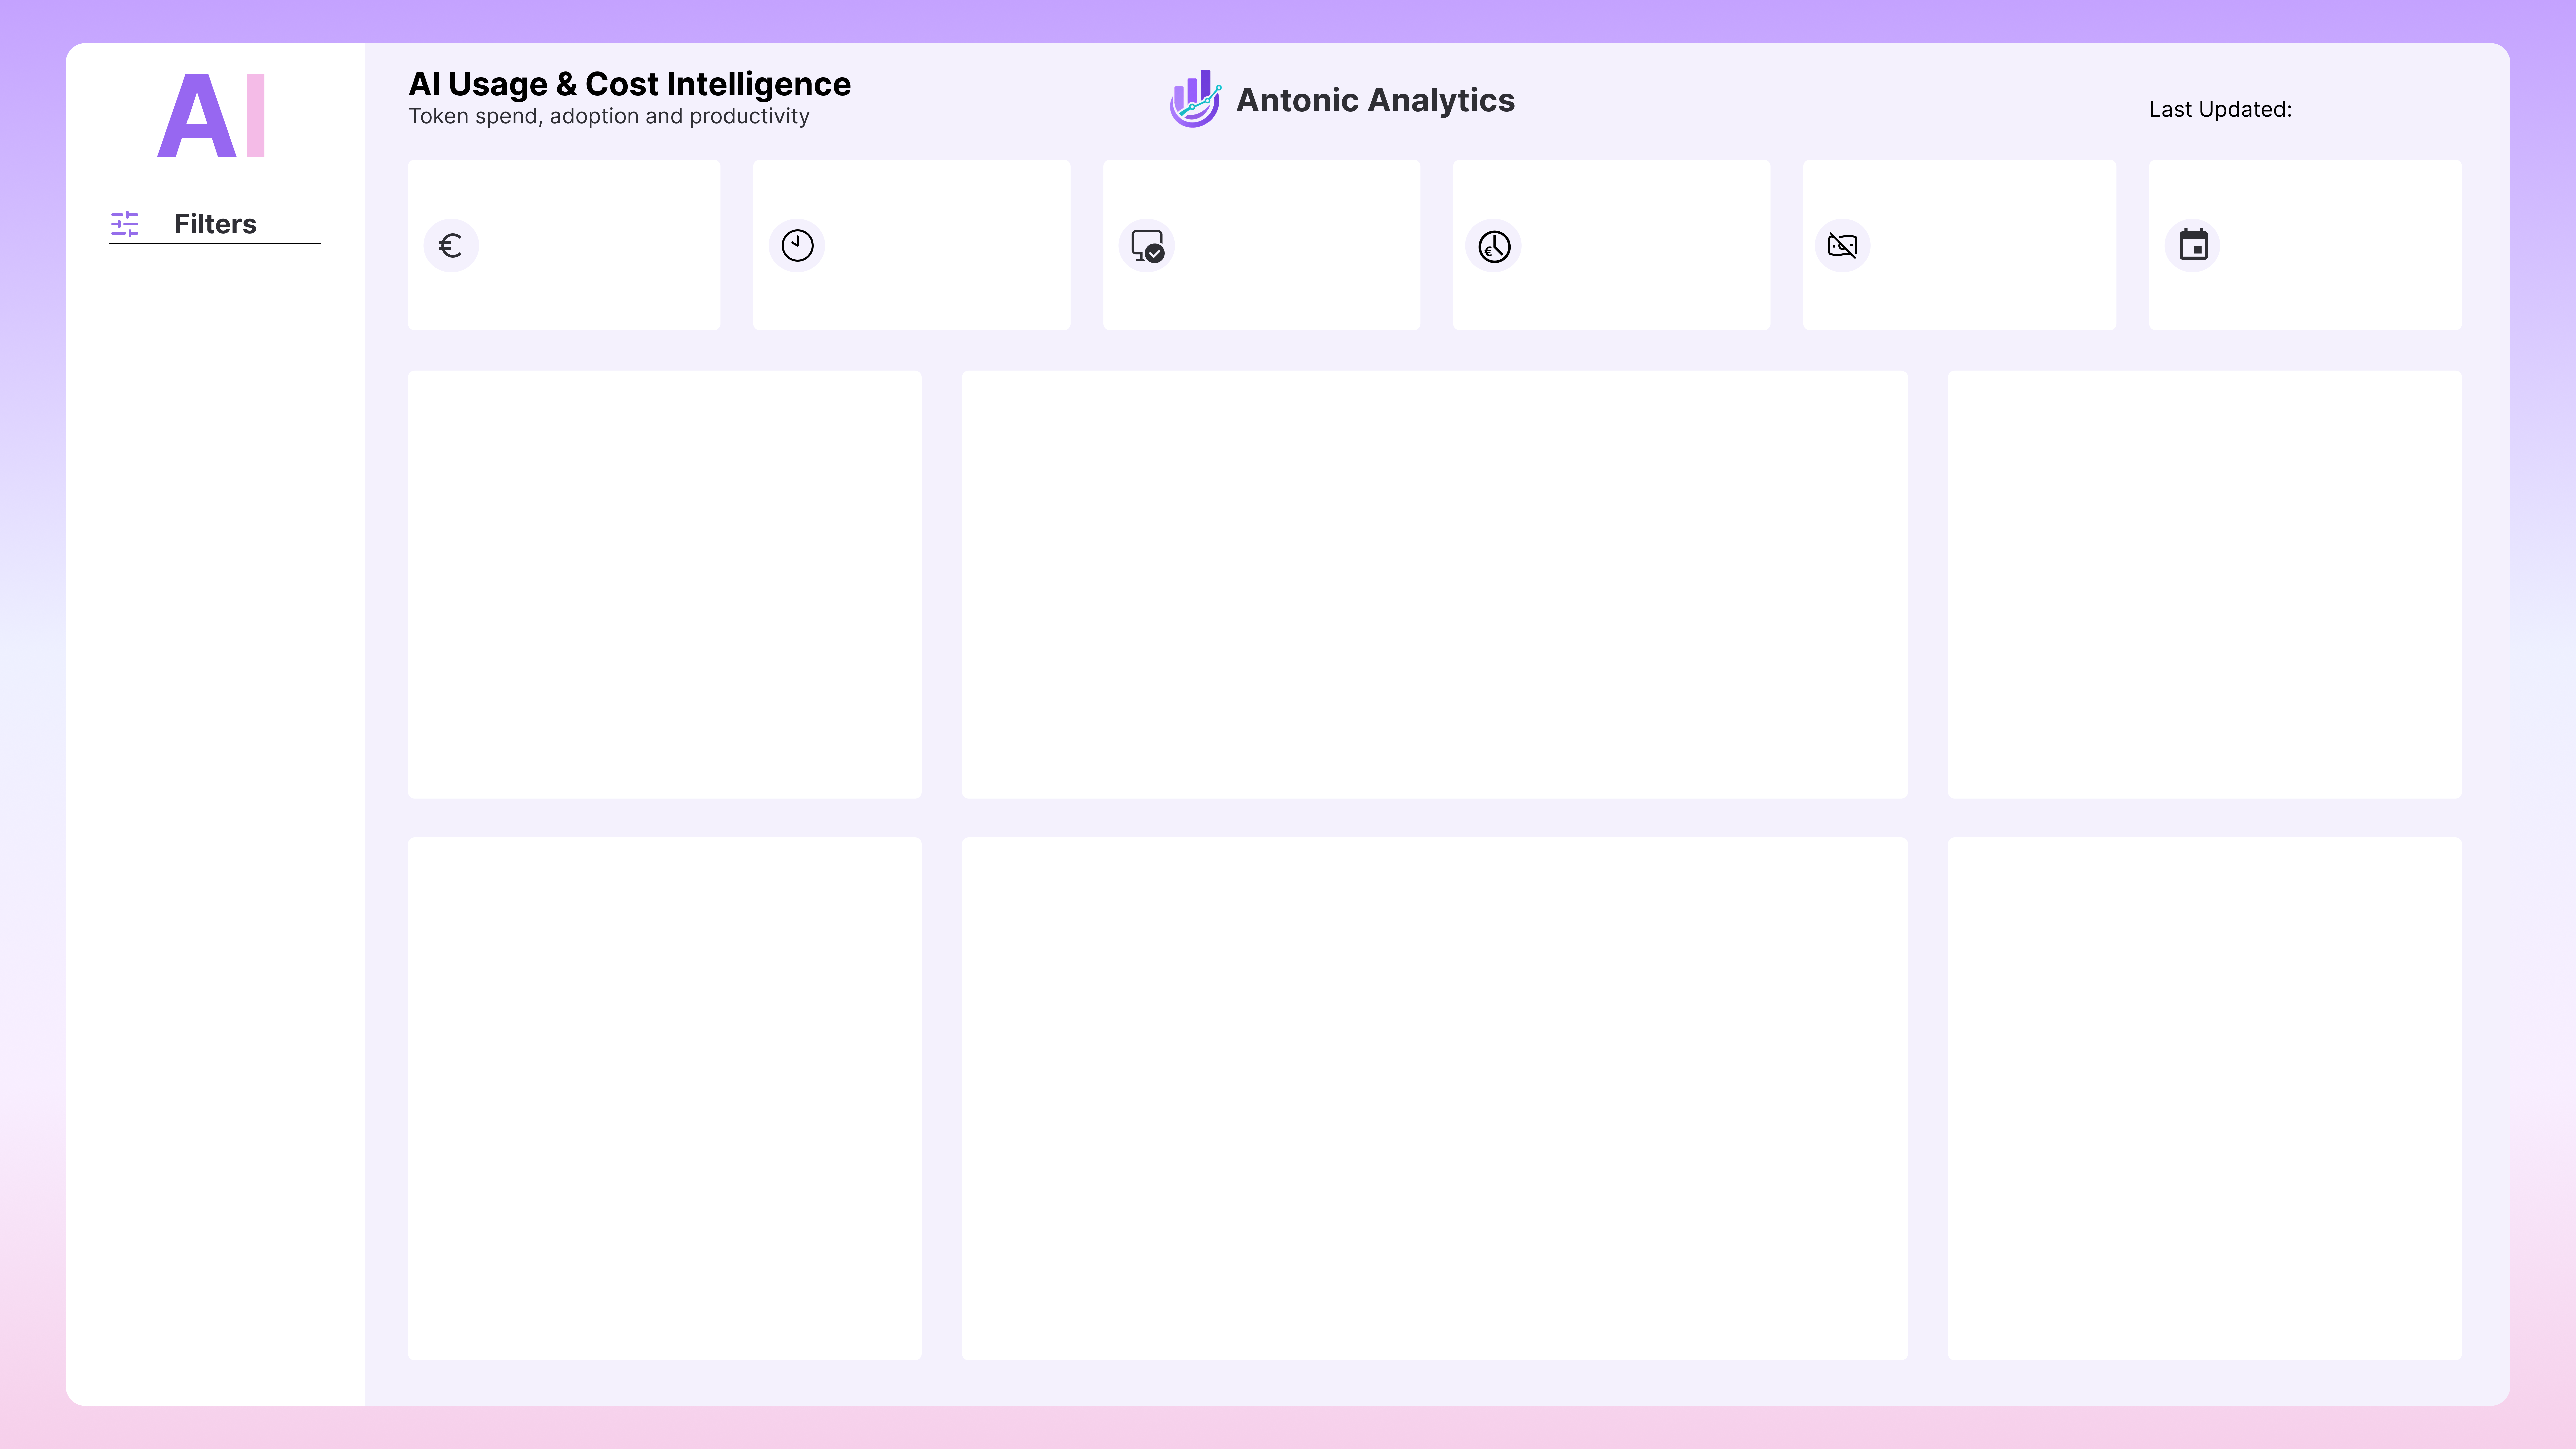 AI
AI Usage & Cost Intelligence
Token spend, adoption and productivity
Antonic Analytics
Last Updated:
Filters
€
€